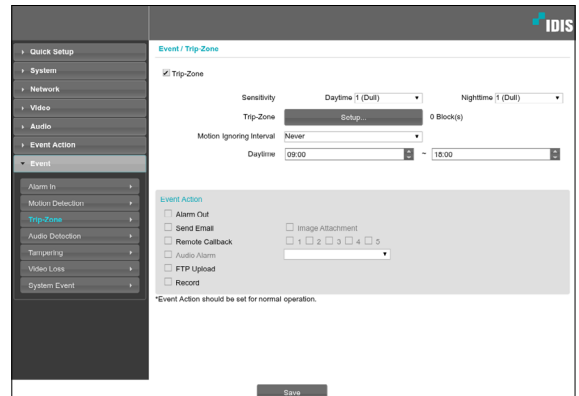 IDIS
Quick Setup
System
Network
Video
Audio
Event Action
Event
Alarm In
Motion Detection
Trip-Zone
Audio Detection
Tampering
Video Loss
System Event
Event / Trip-Zone
Trip-Zone
Sensitivity Daytime 1 (Dull) Nighttime 1 (Dull)
Trip-Zone Setup... 0 Block(s)
Motion Ignoring Interval Never
Daytime 09:00 ~ 18:00
Event Action
Alarm Out
Send Email Image Attachment
Remote Callback 1 2 3 4 5
Audio Alarm
FTP Upload
Record
*Event Action should be set for normal operation.
Save